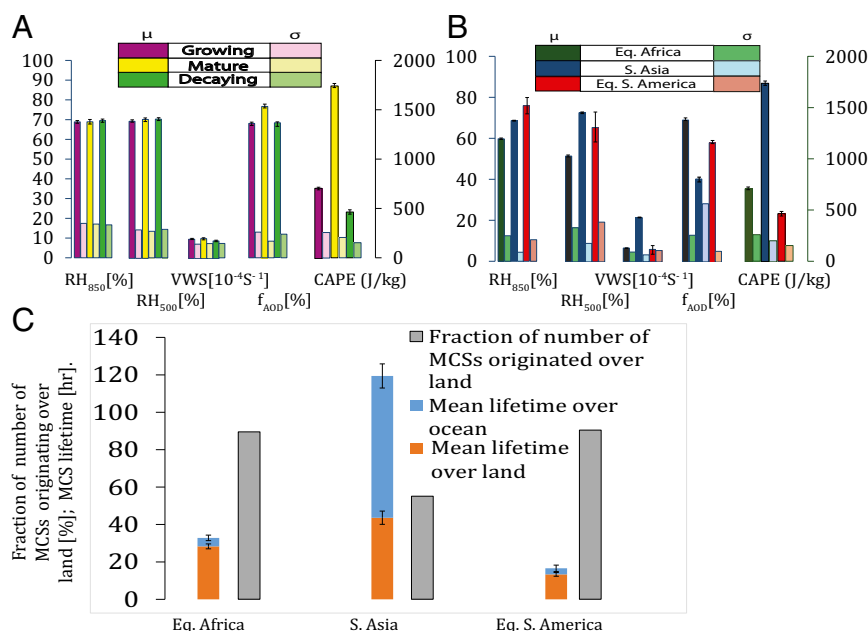 A
μ
σ
Growing
Mature
Decaying
100
90
80
70
60
50
40
30
20
10
0
2000
1500
1000
500
0
RH850[%]
VWS[10-4S-1]
CAPE (J/kg)
RH500[%]
fAOD[%]
B
μ
σ
Eq. Africa
S. Asia
Eq. S. America
100
80
60
40
20
0
2000
1500
1000
500
0
RH850[%]
VWS[10-4S-1]
CAPE (J/kg)
RH500[%]
fAOD[%]
C
Fraction of number of
MCSs originating over
land [%]; MCS lifetime [hr].
140
120
100
80
60
40
20
0
Fraction of number of
MCSs originated over
land
Mean lifetime over
ocean
Mean lifetime
over land
Eq. Africa
S. Asia
Eq. S. America